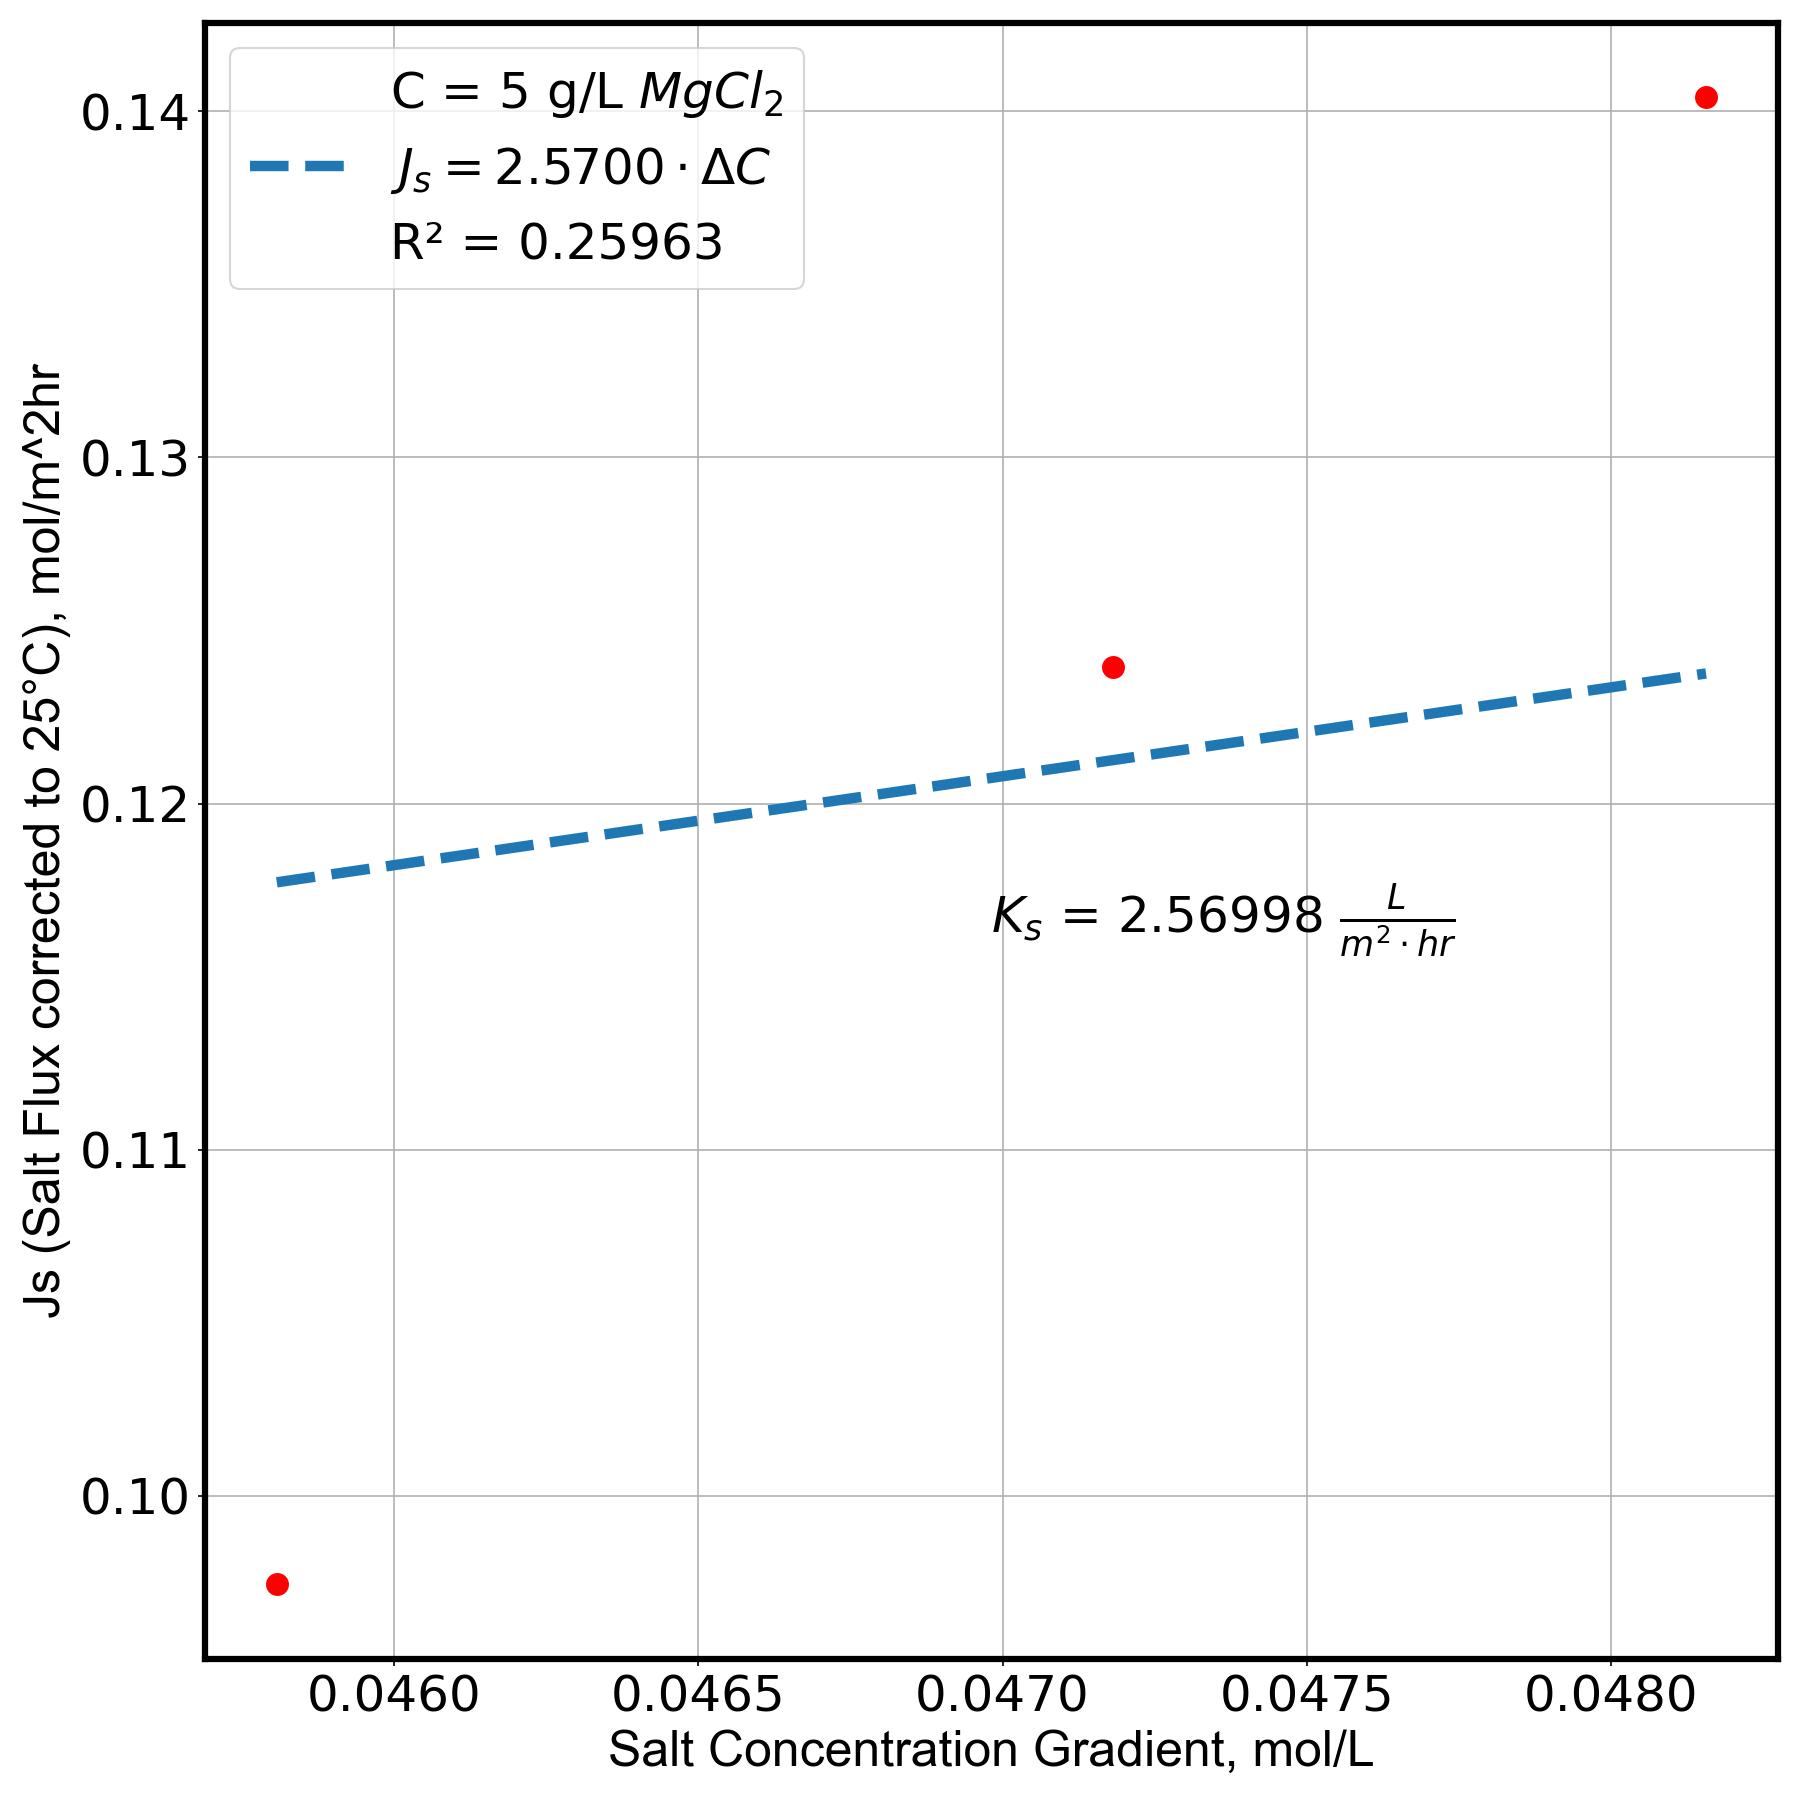 C = 5 g/L MgCl₂
Jₛ = 2.5700 · ΔC
R² = 0.25963
0.14
0.13
0.12
0.11
0.10
Js (Salt Flux corrected to 25°C), mol/m^2hr
Kₛ = 2.56998 L/m² · hr
0.0460 0.0465 0.0470 0.0475 0.0480
Salt Concentration Gradient, mol/L